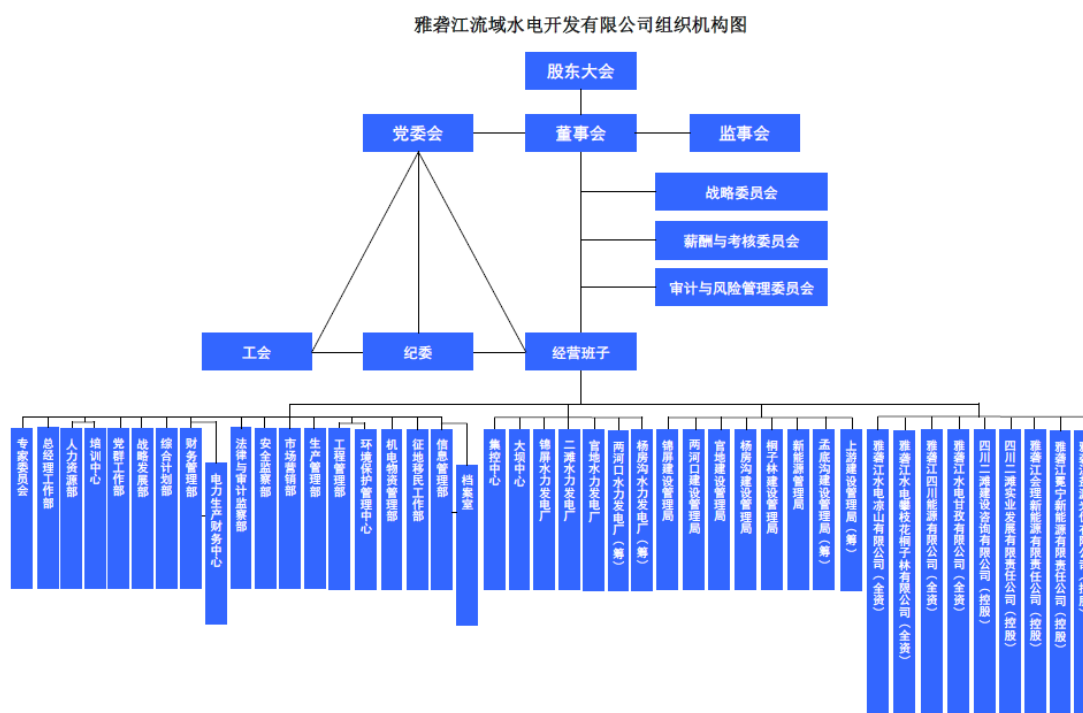 雅砻江流域水电开发有限公司组织机构图
股东大会
党委会
董事会
监事会
战略委员会
薪酬与考核委员会
审计与风险管理委员会
工会
纪委
经营班子
专家委员会
总经理工作部
人力资源部
培训中心
党群工作部
战略发展部
综合计划部
财务管理部
电力生产财务中心
法律与审计监察部
安全监察部
市场营销部
生产管理部
工程管理部
环境保护管理中心
机电物资管理部
征地移民工作部
信息管理部
档案室
集控中心
大坝中心
锦屏水力发电厂
二滩水力发电厂
官地水力发电厂
两河口水力发电厂（筹）
杨房沟水力发电厂（筹）
锦屏建设管理局
两河口建设管理局
官地建设管理局
杨房沟建设管理局
桐子林建设管理局
新能源管理局
孟底沟建设管理局（筹）
上游建设管理局（筹）
雅砻江水电凉山有限公司（全资）
雅砻江水电攀枝花桐子林有限公司（全资）
雅砻江四川能源有限公司（全资）
雅砻江水电甘孜有限公司（全资）
四川二滩建设咨询有限公司（控股）
四川二滩实业发展有限责任公司（控股）
雅砻江会理新能源有限责任公司（控股）
雅砻江冕宁新能源有限责任公司（控股）